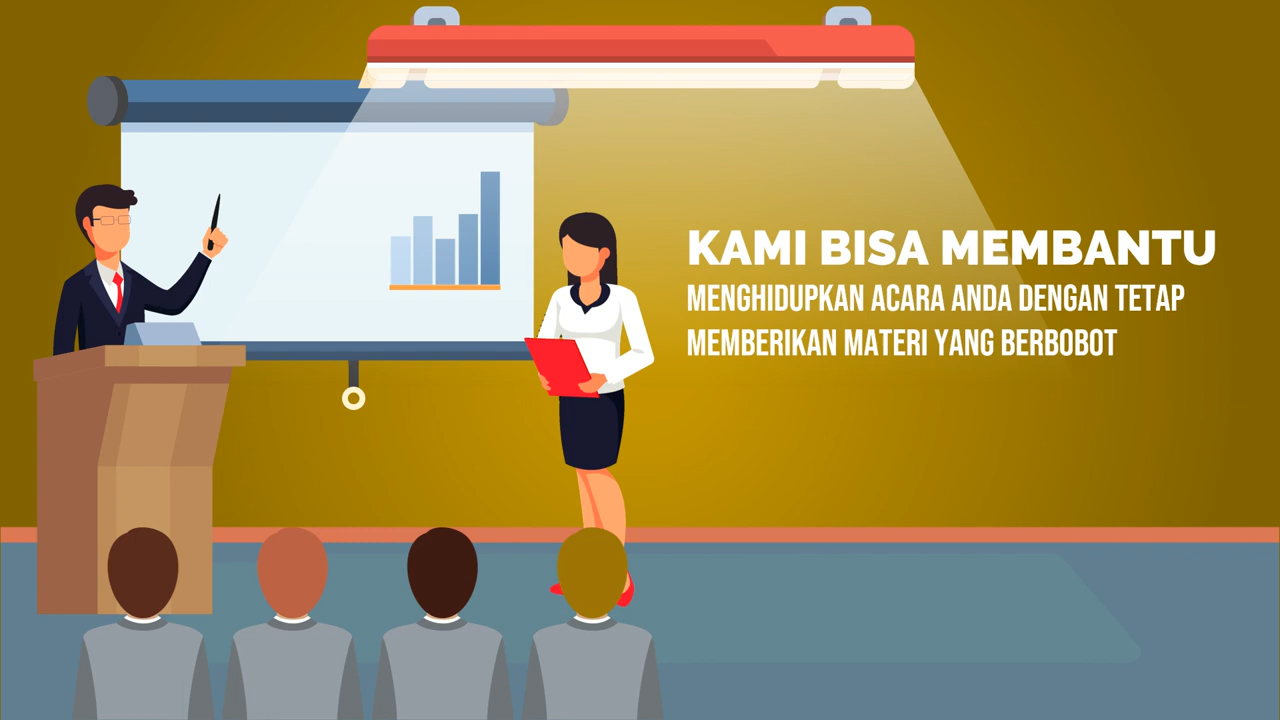 KAMI BISA MEMBANTU
MENGHIDUPKAN ACARA ANDA DENGAN TETAP
MEMBERIKAN MATERI YANG BERBOBOT